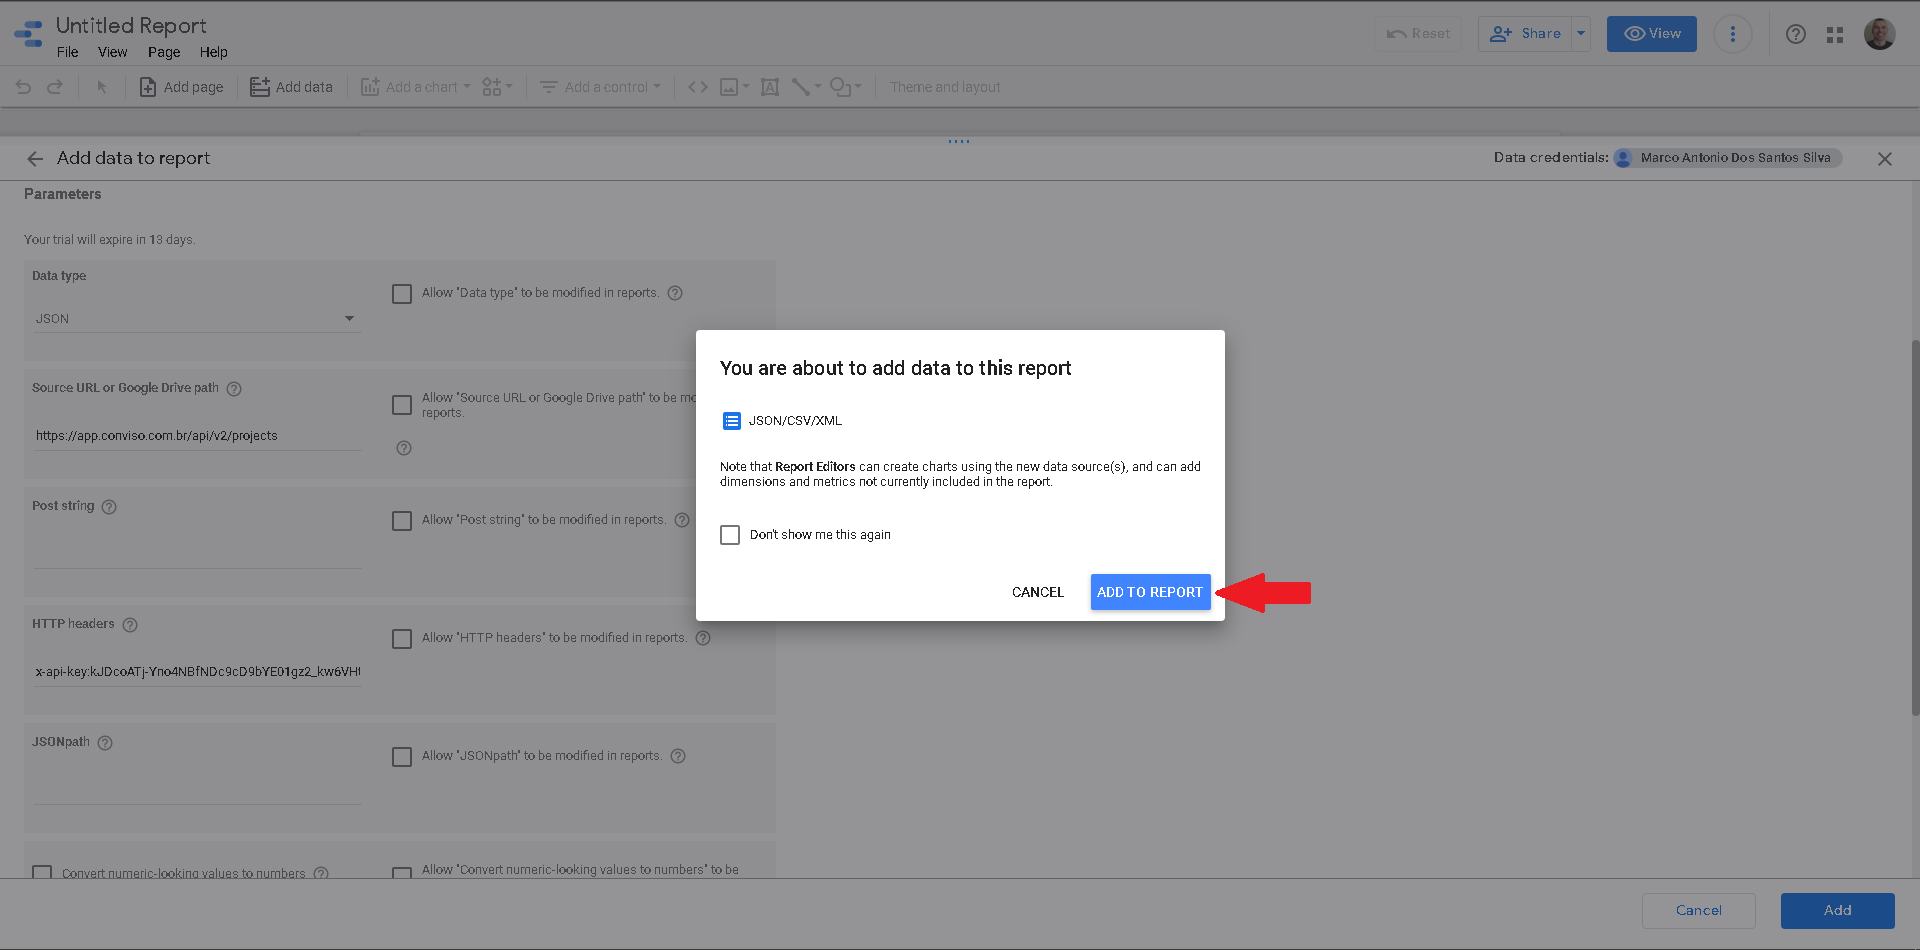 Untitled Report
File View Page Help
Reset
Share
View
Add page
Add data
Add a chart
Add a control
Theme and layout
Add data to report
Data credentials: Marco Antonio Dos Santos Silva
Parameters
Your trial will expire in 13 days.
Data type
Allow "Data type" to be modified in reports.
JSON
Source URL or Google Drive path
Allow "Source URL or Google Drive path" to be mo
reports.
https://app.conviso.com.br/api/v2/projects
Post string
Allow "Post string" to be modified in reports.
HTTP headers
Allow "HTTP headers" to be modified in reports.
x-api-key:kJDcoATj-Yno4NBfNDc9cD9bYE01gz2_kw6VH
JSONpath
Allow "JSONpath" to be modified in reports.
Convert numeric-looking values to numbers
Allow "Convert numeric-looking values to numbers" to be
You are about to add data to this report
JSON/CSV/XML
Note that Report Editors can create charts using the new data source(s), and can add
dimensions and metrics not currently included in the report.
Don't show me this again
CANCEL
ADD TO REPORT
Cancel
Add